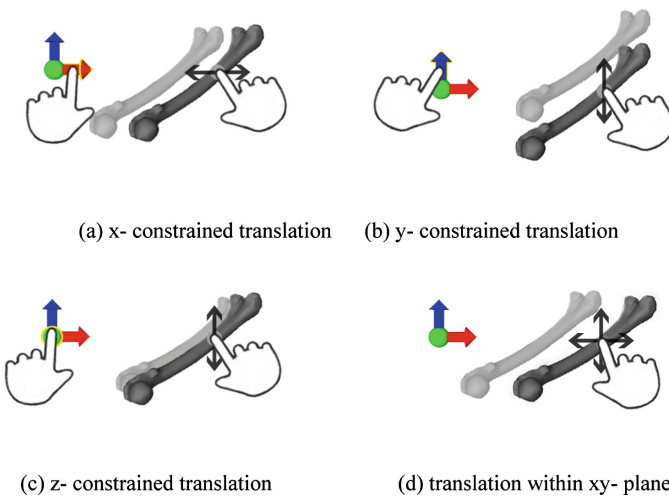 (a) x- constrained translation
(b) y- constrained translation
(c) z- constrained translation
(d) translation within xy- plane